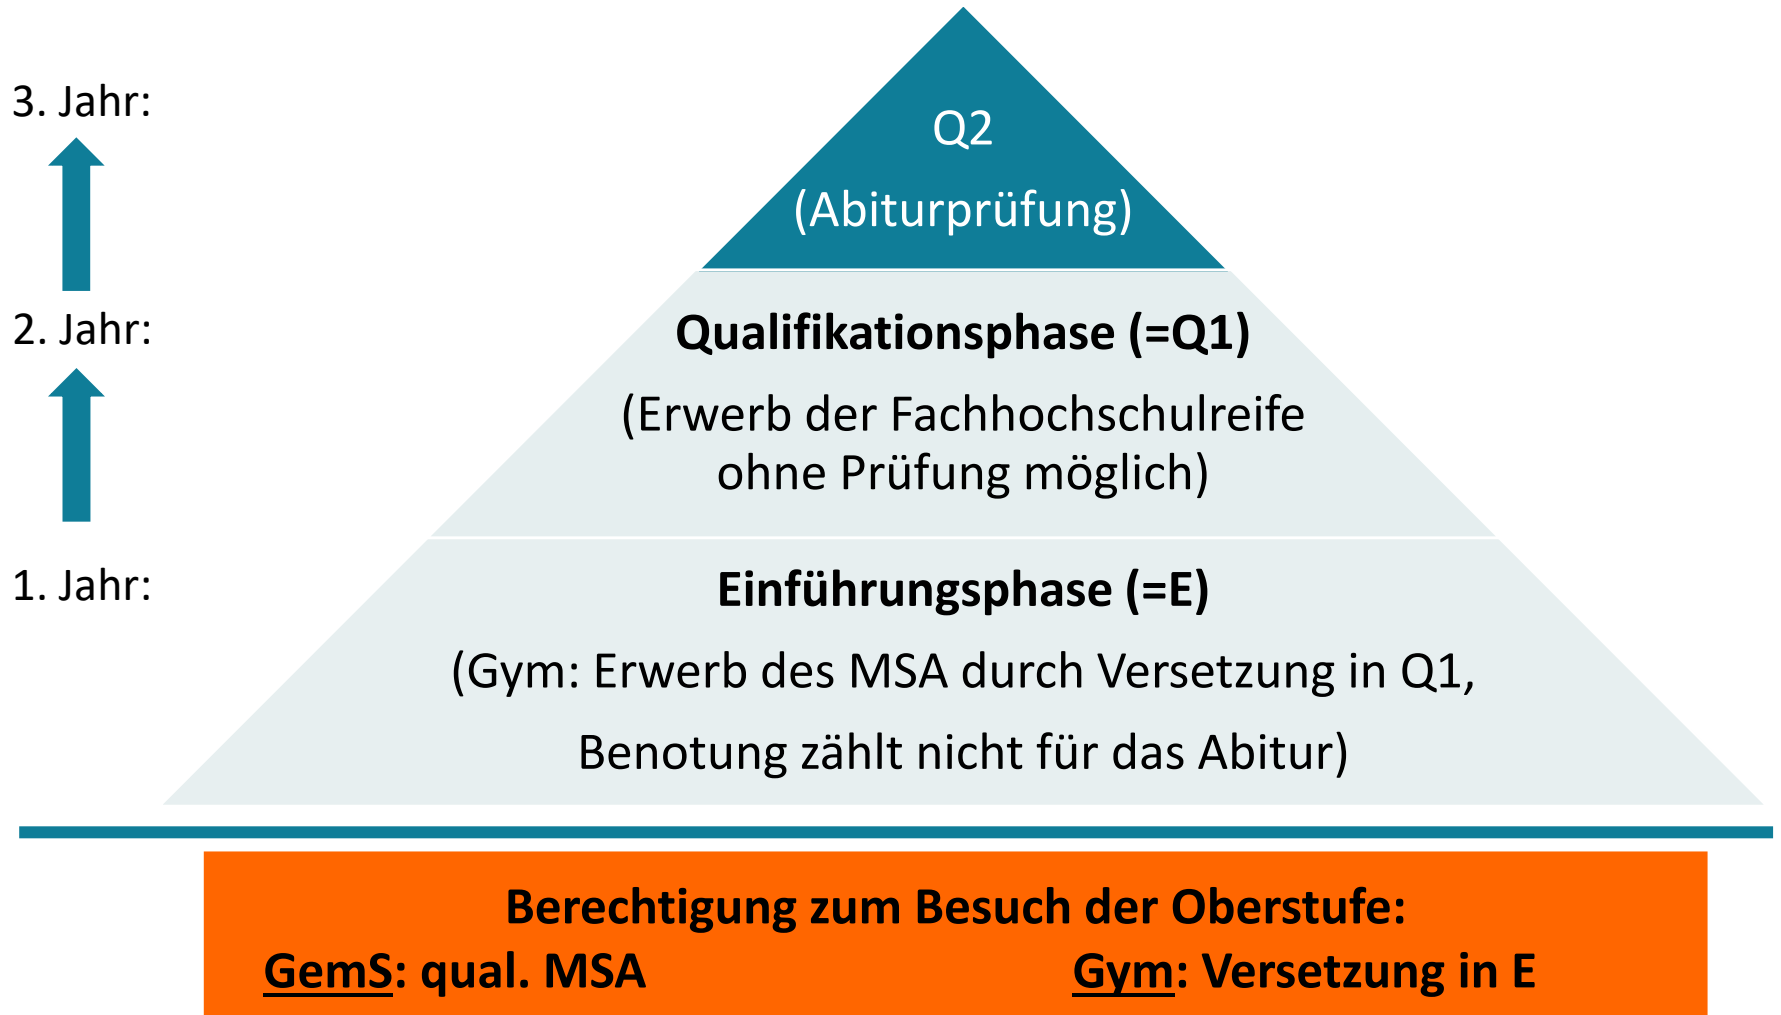 3. Jahr:
Q2
(Abiturprüfung)
2. Jahr:
Qualifikationsphase (=Q1)
(Erwerb der Fachhochschulreife
ohne Prüfung möglich)
1. Jahr:
Einführungsphase (=E)
(Gym: Erwerb des MSA durch Versetzung in Q1,
Benotung zählt nicht für das Abitur)
Berechtigung zum Besuch der Oberstufe:
GemS: qual. MSA Gym: Versetzung in E